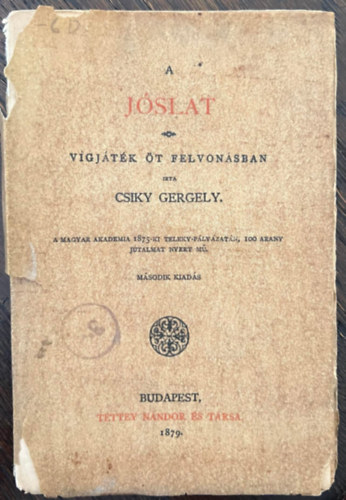 A
JÓSLAT
VÍGJÁTÉK ÖT FELVONÁSBAN
IRTA
CSIKY GERGELY.
A MAGYAR AKADEMIA 1875-KI TELEKY-PÁLYÁZATÁN, 100 ARANY
JUTALMAT NYERT MŰ.
MÁSODIK KIADÁS
BUDAPEST,
TETTEY NÁNDOR ÉS TÁRSA
1879.